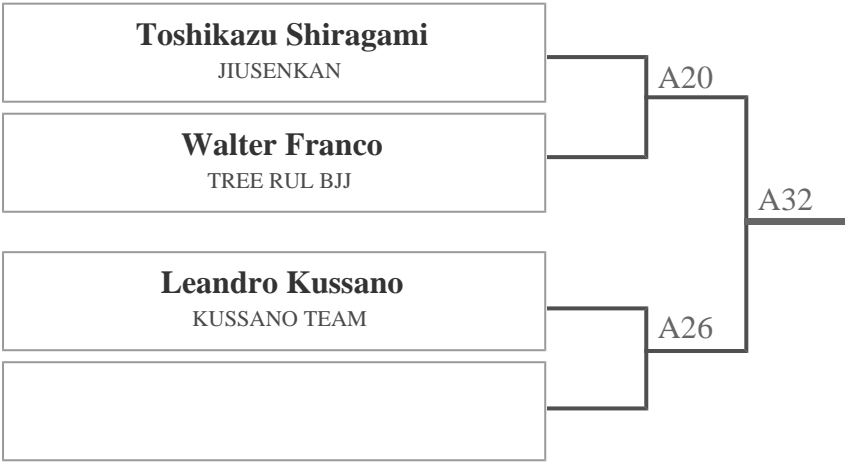 Toshikazu Shiragami
JIUSENKAN
A20
Walter Franco
TREE RUL BJJ
A32
Leandro Kussano
KUSSANO TEAM
A26